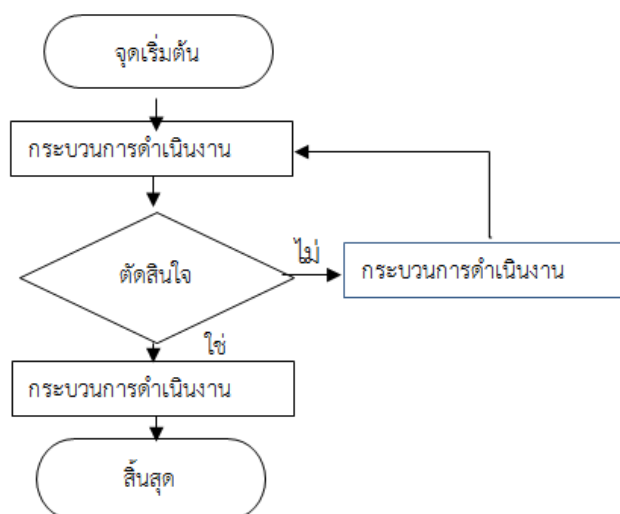 จุดเริ่มต้น
กระบวนการดำเนินงาน
ตัดสินใจ
ไม่
กระบวนการดำเนินงาน
ใช่
กระบวนการดำเนินงาน
สิ้นสุด